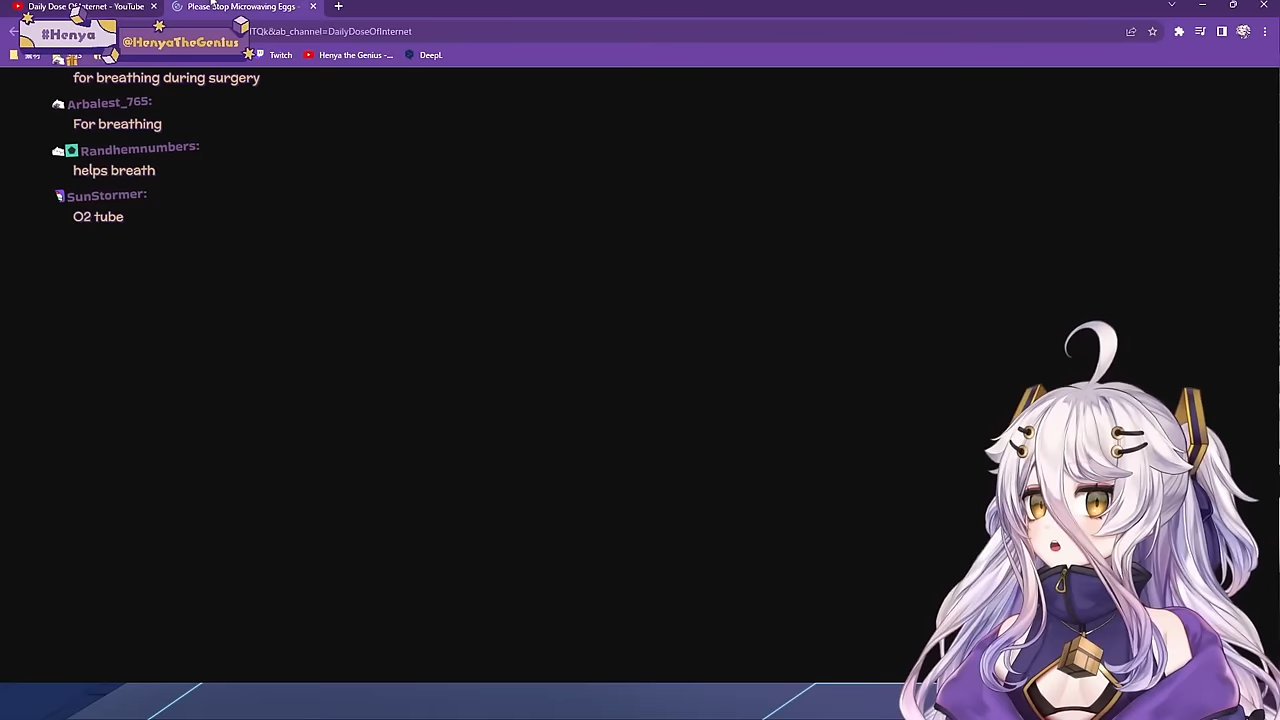 Daily Dose Of Internet - YouTube
Please Stop Microwaving Eggs -
#Henya
@HenyaTheGenius
TQk&ab_channel=DailyDoseOfInternet
Twitch
Henya the Genius -...
DeepL
for breathing during surgery
Arbalest_765:
For breathing
Randhemnumbers:
helps breath
SunStormer:
O2 tube